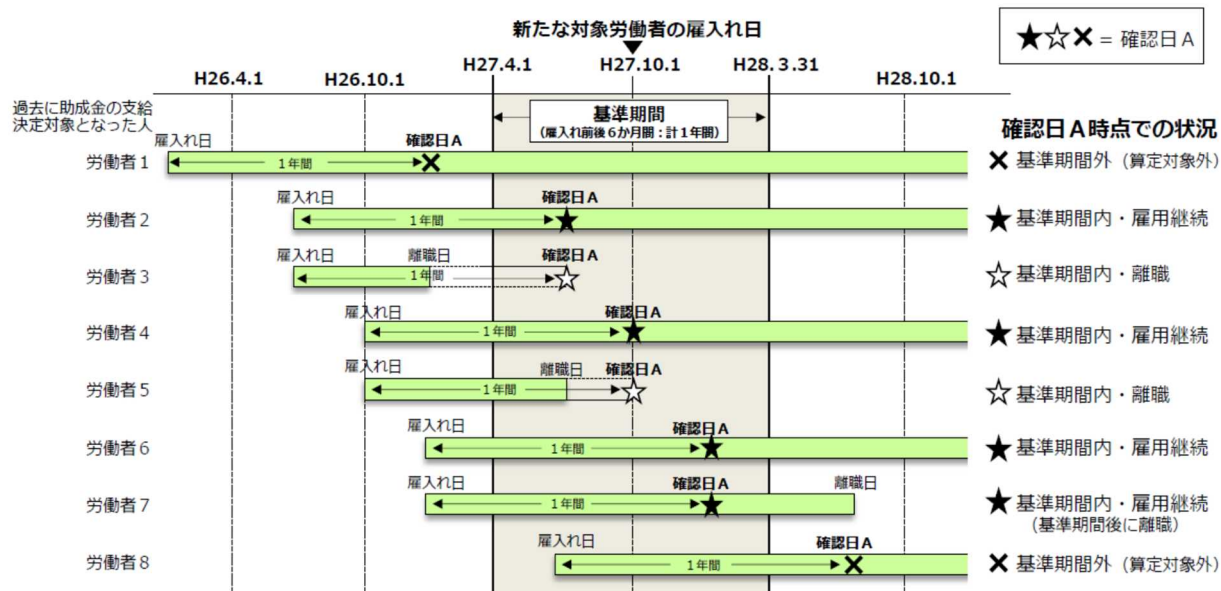 新たな対象労働者の雇入れ日
★☆✖ = 確認日A
H26.4.1
H26.10.1
H27.4.1
H27.10.1
H28.3.31
H28.10.1
過去に助成金の支給
決定対象となった人
基準期間
(雇入れ前後6か月間:計1年間)
確認日A時点での状況
雇入れ日
確認日A
労働者1
1年間
✖ 基準期間外(算定対象外)
雇入れ日
確認日A
労働者2
1年間
★ 基準期間内・雇用継続
雇入れ日
離職日
確認日A
労働者3
1年間
☆ 基準期間内・離職
雇入れ日
確認日A
労働者4
1年間
★ 基準期間内・雇用継続
雇入れ日
離職日
確認日A
労働者5
1年間
☆ 基準期間内・離職
雇入れ日
確認日A
労働者6
1年間
★ 基準期間内・雇用継続
雇入れ日
確認日A
離職日
労働者7
1年間
★ 基準期間内・雇用継続
(基準期間後に離職)
雇入れ日
確認日A
労働者8
1年間
✖ 基準期間外(算定対象外)